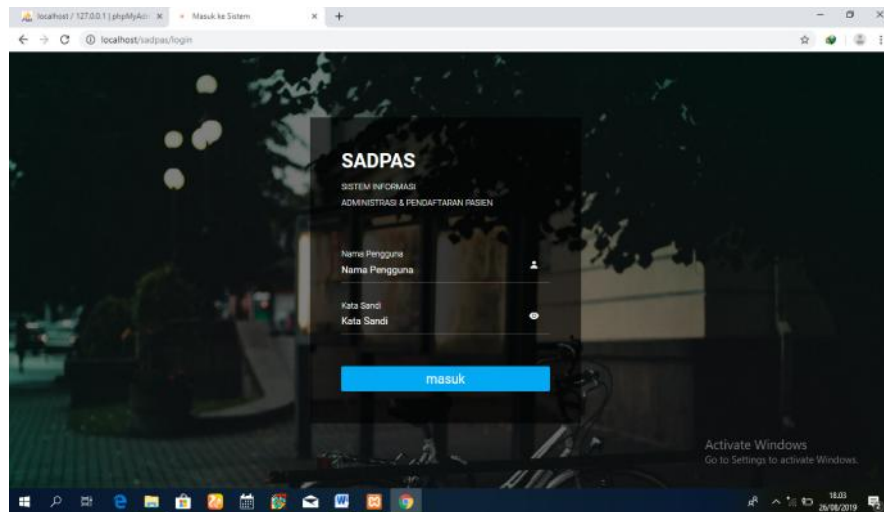 localhost / 127.0.0.1 | phpMyAdr
Masuk ke Sistem
localhost/sadpas/login
SADPAS
SISTEM INFORMASI
ADMINISTRASI & PENDAFTARAN PASIEN
Nama Pengguna
Nama Pengguna
Kata Sandi
Kata Sandi
masuk
Activate Windows
Go to Settings to activate Windows.
18.03
26/08/2019